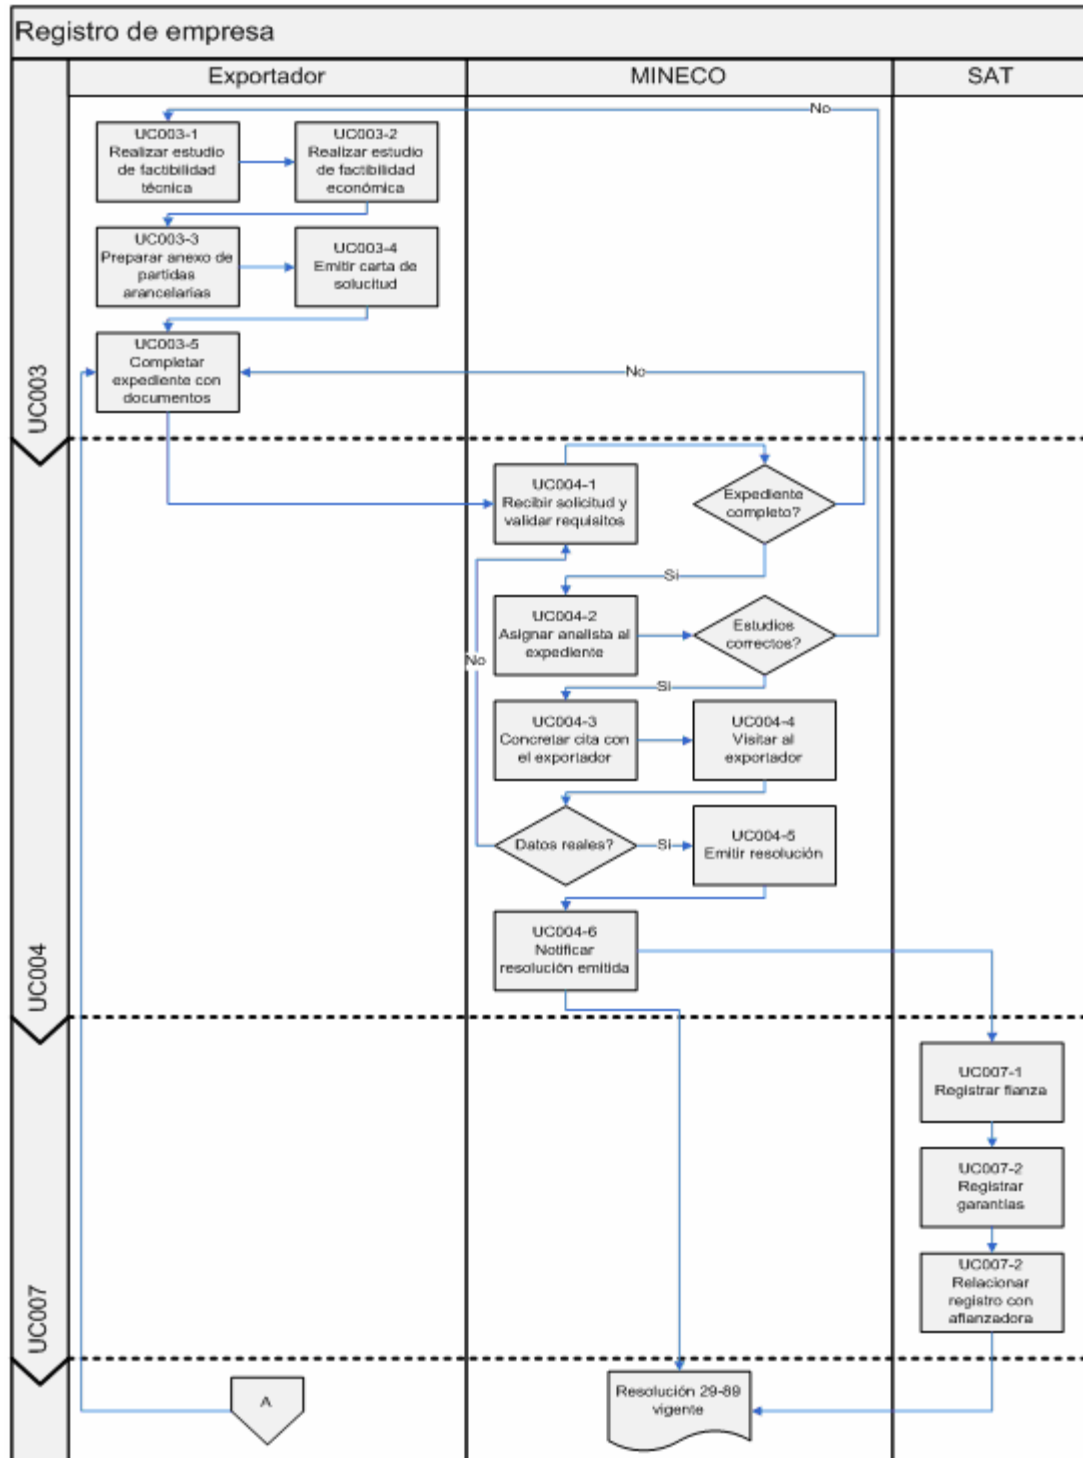 Registro de empresa
Exportador
MINECO
SAT
No
UC003-1
Realizar estudio
de factibilidad
técnica
UC003-2
Realizar estudio
de factibilidad
económica
UC003-3
Preparar anexo de
partidas
arancelarias
UC003-4
Emitir carta de
solucitud
UC003-5
Completar
expediente con
documentos
No
UC003
UC004-1
Recibir solicitud y
validar requisitos
Expediente
completo?
Si
UC004-2
Asignar analista al
expediente
Estudios
correctos?
No
Si
UC004-3
Concretar cita con
el exportador
UC004-4
Visitar al
exportador
Datos reales?
Si
UC004-5
Emitir resolución
UC004-6
Notificar
resolución emitida
UC004
UC007-1
Registrar fianza
UC007-2
Registrar
garantías
UC007-2
Relacionar
registro con
afianzadora
UC007
A
Resolución 29-89
vigente